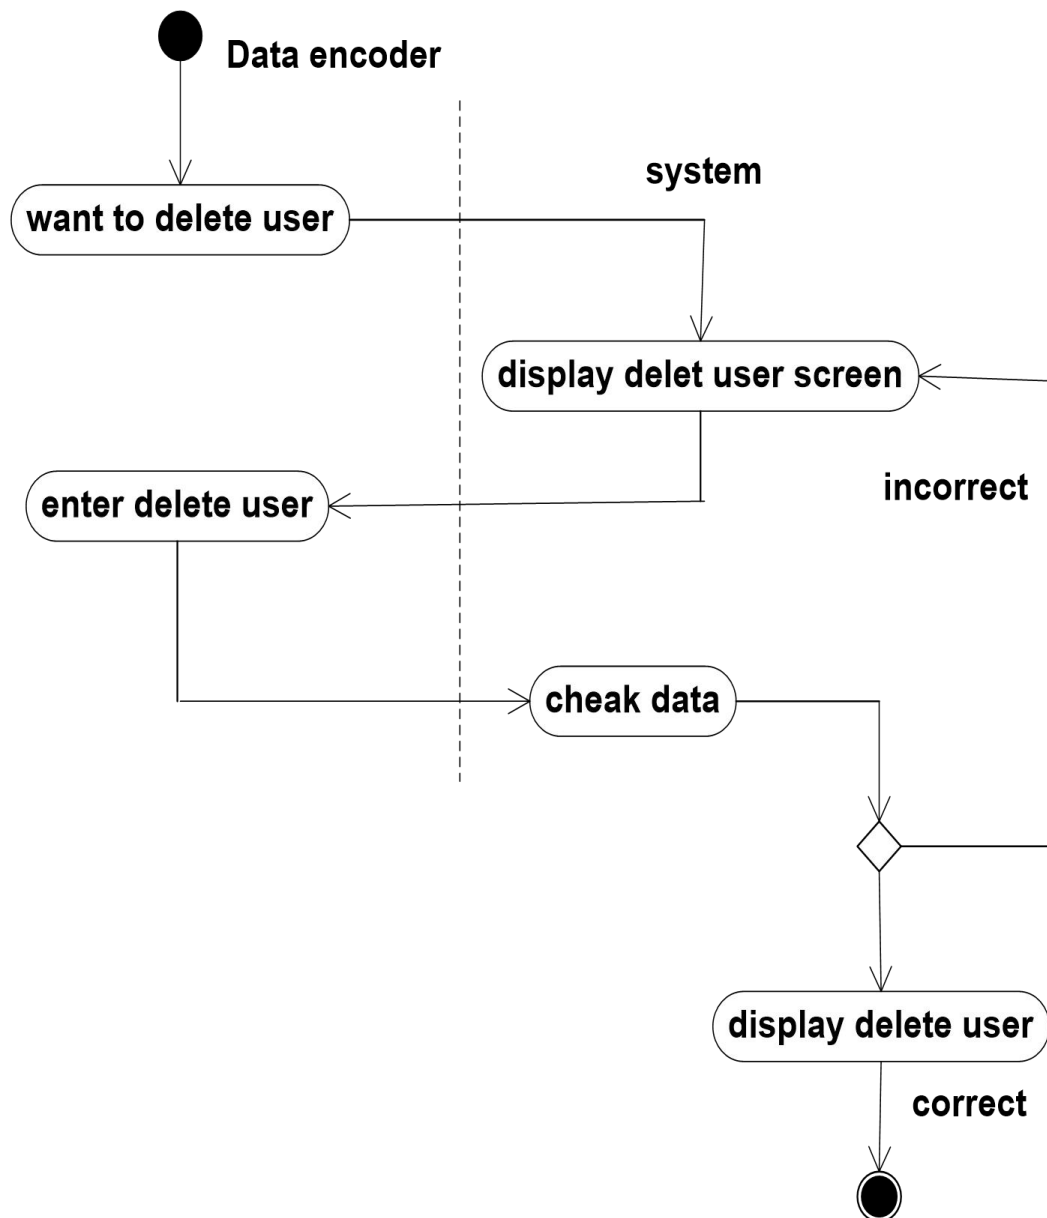 Data encoder
system
want to delete user
display delet user screen
incorrect
enter delete user
cheak data
display delete user
correct